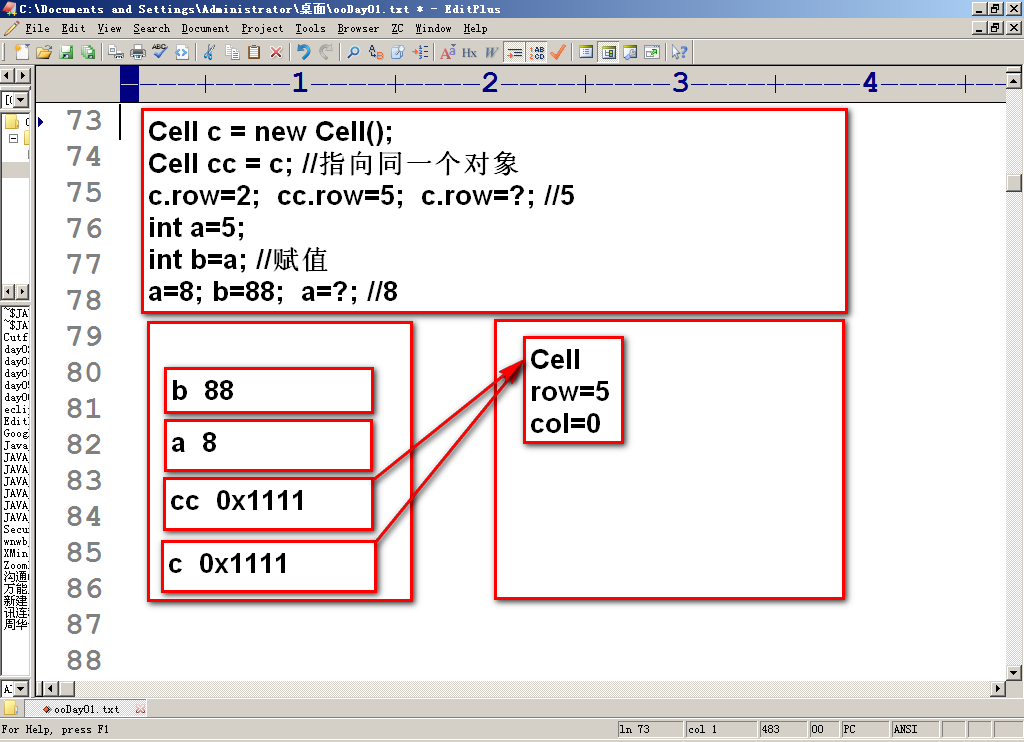 C:\Documents and Settings\Administrator\桌面\ooDay01.txt * - EditPlus
File Edit View Search Document Project Tools Browser ZC Window Help
1 2 3 4
73
74
75
76
77
78
79
80
81
82
83
84
85
86
87
88
Cell c = new Cell();
Cell cc = c; //指向同一个对象
c.row=2; cc.row=5; c.row=?; //5
int a=5;
int b=a; //赋值
a=8; b=88; a=?; //8
b 88
a 8
cc 0x1111
c 0x1111
Cell
row=5
col=0
~$JA
~$JA
Cutf
day0
day0
day0
day0
day0
ecli
Edit
Goog
Java
JAVA
JAVA
JAVA
JAVA
JAVA
JAVA
Secu
wnwb
XMin
Zoom
沟通
万能
新建
讯连
周华
ooDay01.txt
For Help, press F1
ln 73 col 1 483 00 PC ANSI